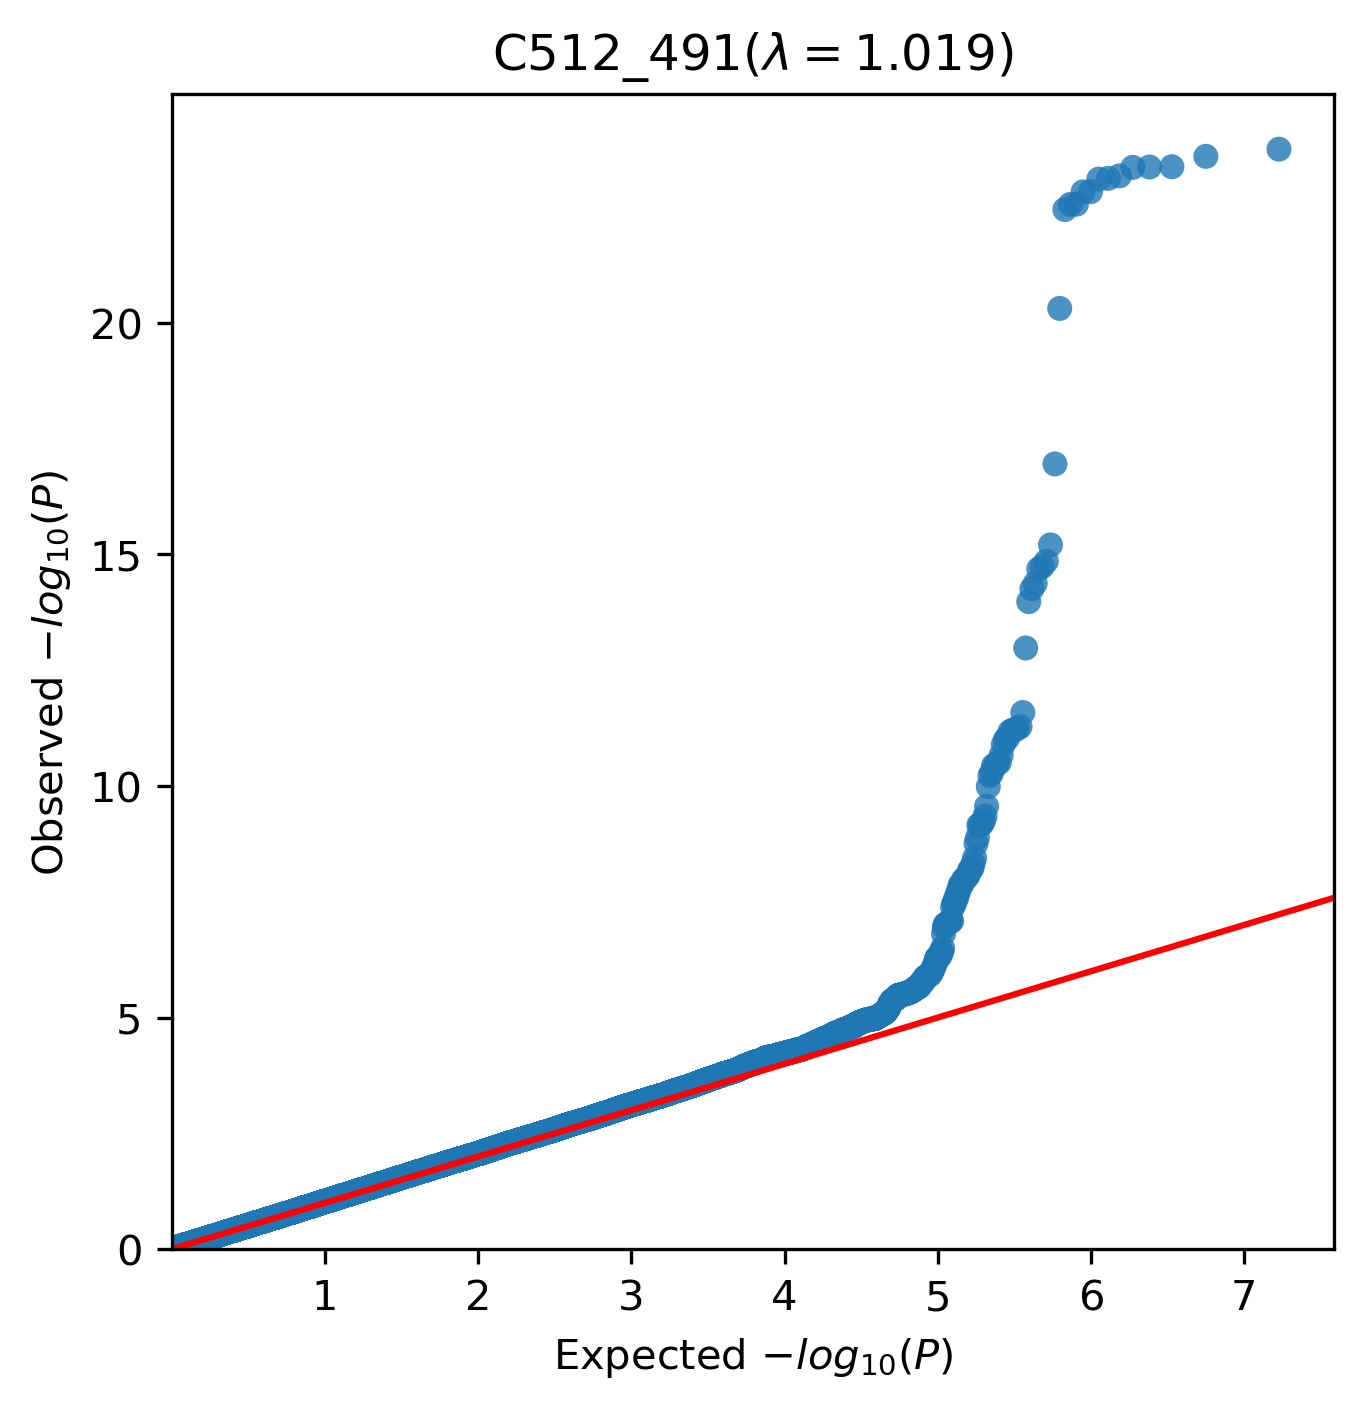 C512_491(λ = 1.019)
Observed −log₁₀(P)
20
15
10
5
0
1 2 3 4 5 6 7
Expected −log₁₀(P)